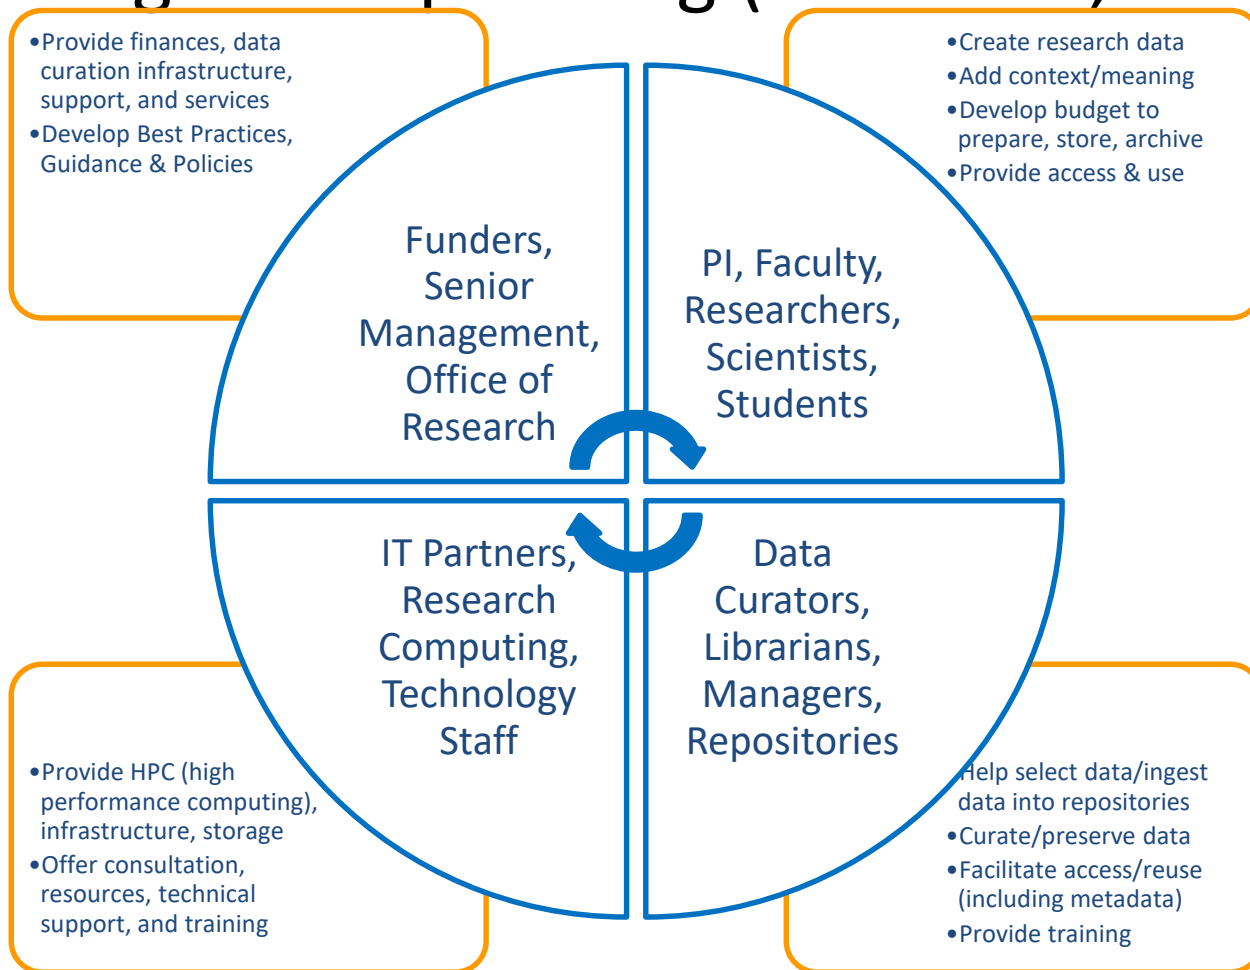 •Provide finances, data
curation infrastructure,
support, and services
•Develop Best Practices,
Guidance & Policies
•Create research data
•Add context/meaning
•Develop budget to
prepare, store, archive
•Provide access & use
Funders,
Senior
Management,
Office of
Research
PI, Faculty,
Researchers,
Scientists,
Students
IT Partners,
Research
Computing,
Technology
Staff
Data
Curators,
Librarians,
Managers,
Repositories
•Provide HPC (high
performance computing),
infrastructure, storage
•Offer consultation,
resources, technical
support, and training
Help select data/ingest
data into repositories
•Curate/preserve data
•Facilitate access/reuse
(including metadata)
•Provide training